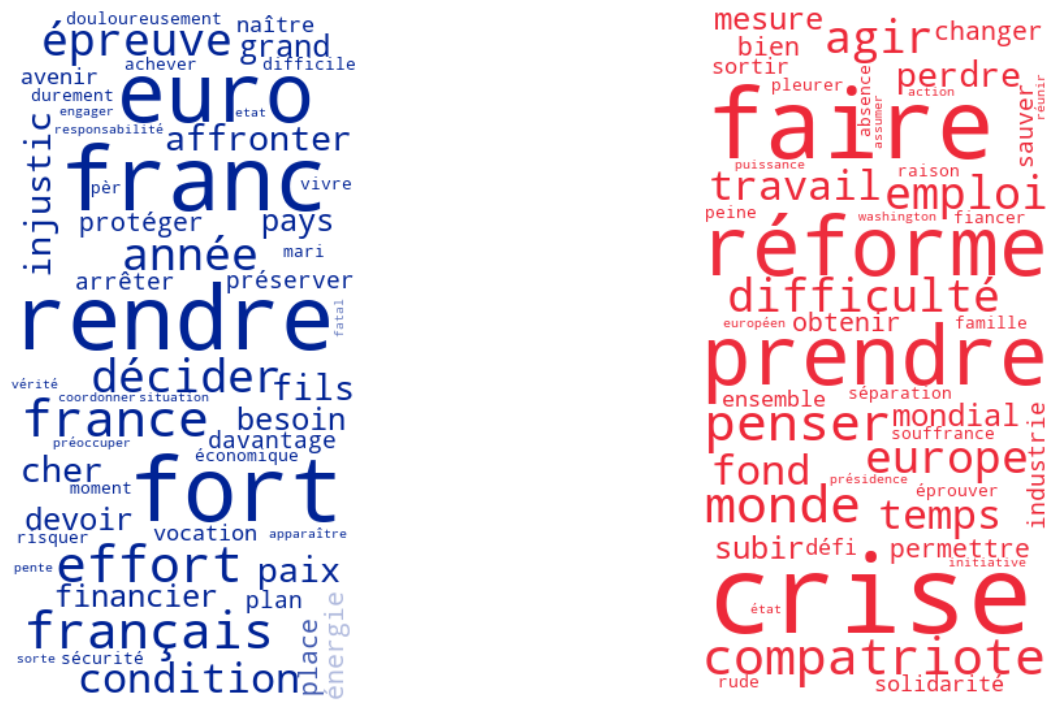 douloureusement
naître
épreuve
grand
achever
difficile
avenir
euro
durement
engager
etat
responsabilité
affronter
injustic
franc
pèr
vivre
protéger
pays
année
mari
arrêter
préserver
rendre
fatal
décider
fils
vérité
coordonner
situation
france
besoin
préoccuper
davantage
économique
cher
moment
fort
devoir
risquer
vocation
apparaître
pente
effort
paix
financier
plan
français
place
énergie
sorte
sécurité
condition
mesure
agir
changer
bien
sortir
perdre
pleurer
absence
action
réunir
assumer
faire
sauver
puissance
raison
travail
emploi
peine
washington
fiancer
réforme
difficulté
européen
obtenir
famille
prendre
ensemble
séparation
penser
mondial
souffrance
industrie
fond
europe
présidence
éprouver
monde
temps
subir
défi
permettre
initiative
crise
état
compatriote
rude
solidarité